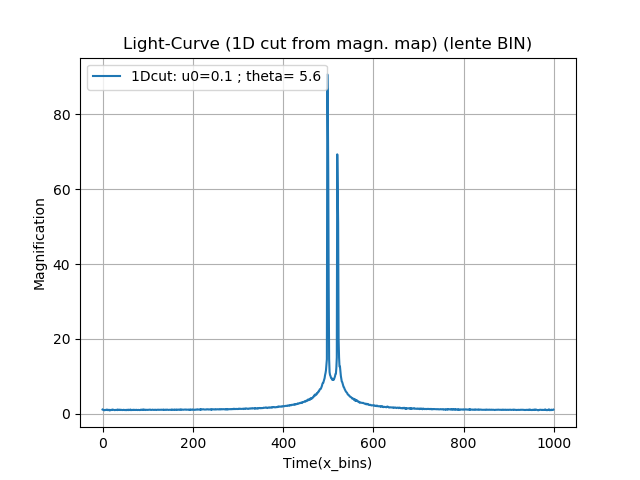 Light-Curve (1D cut from magn. map) (lente BIN)
1Dcut: u0=0.1 ; theta= 5.6
80
60
40
20
0
Magnification
0 200 400 600 800 1000
Time(x_bins)